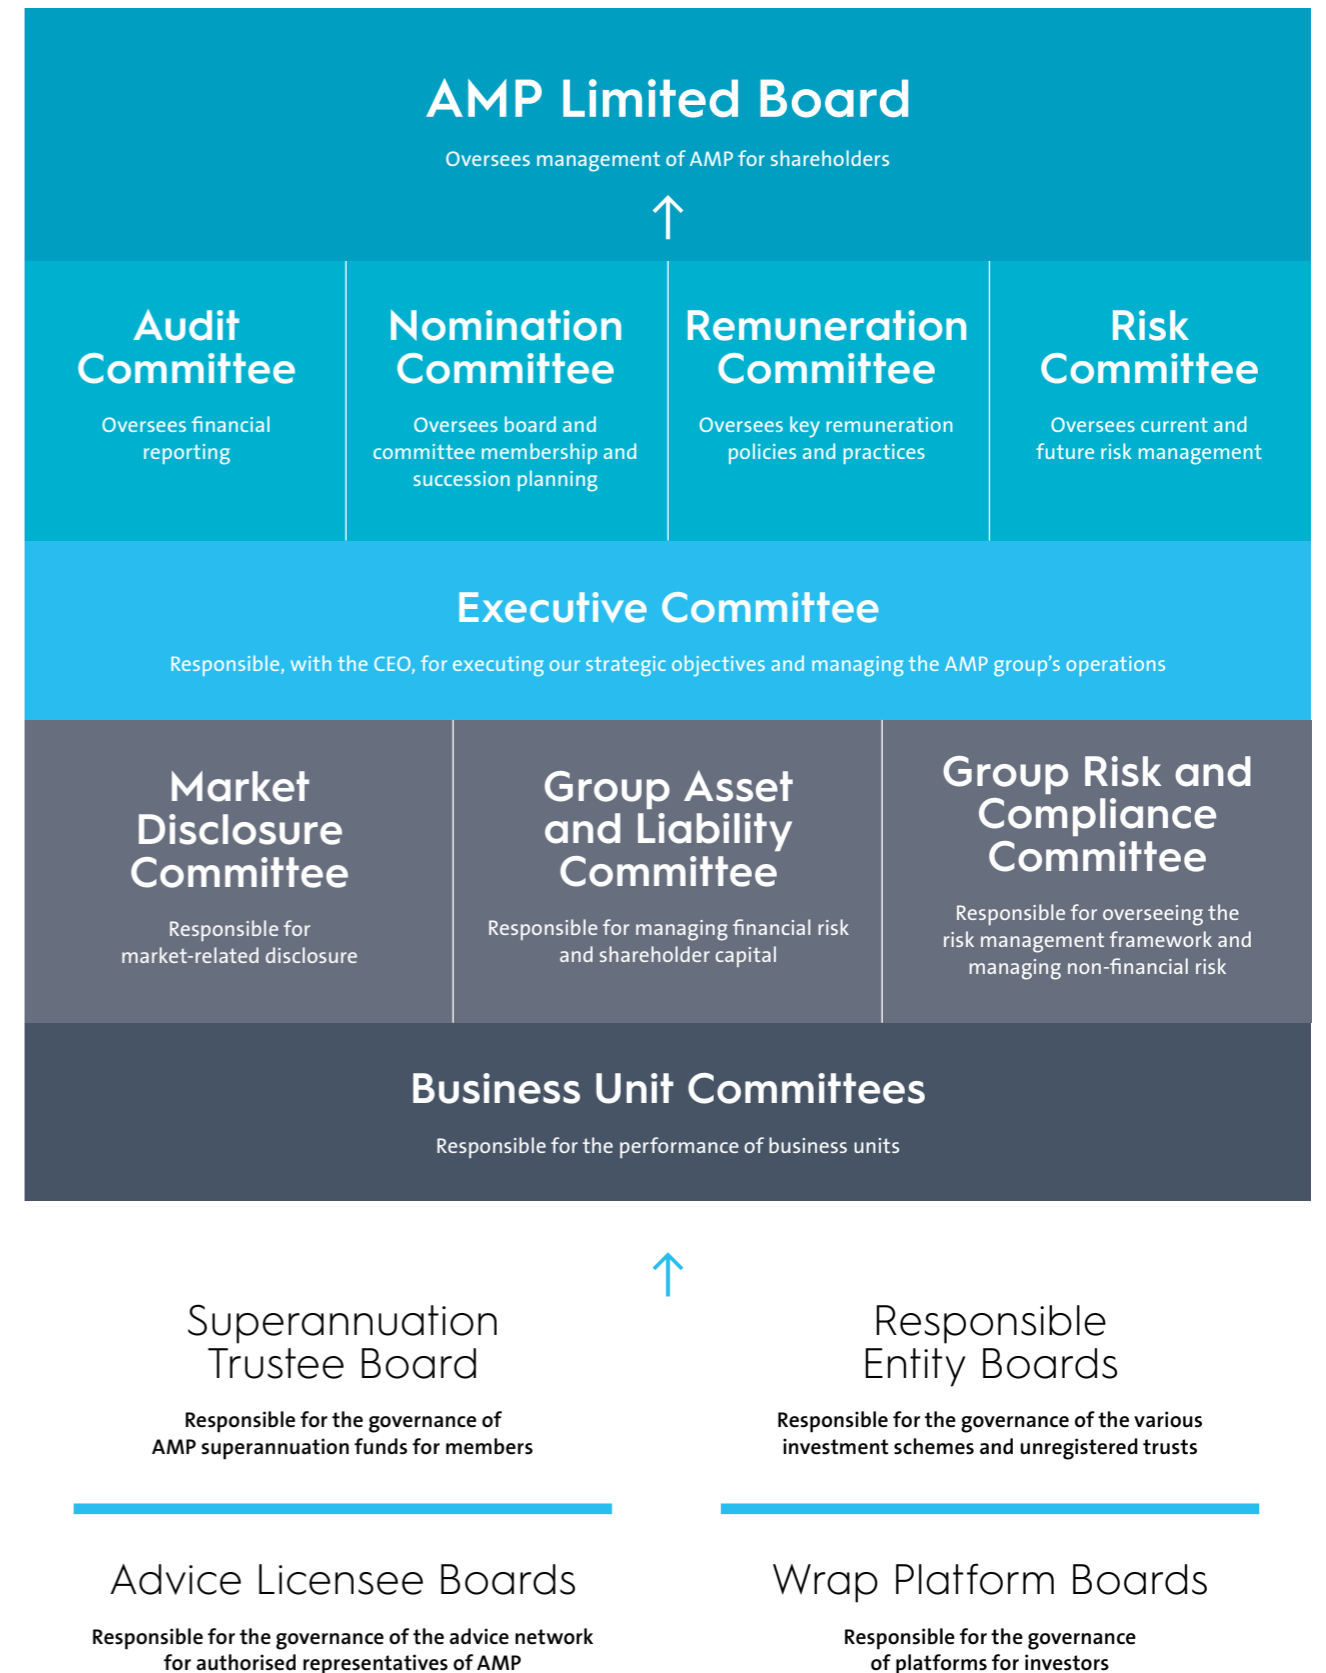 AMP Limited Board
Oversees management of AMP for shareholders
Audit
Committee
Oversees financial
reporting
Nomination
Committee
Oversees board and
committee membership and
succession planning
Remuneration
Committee
Oversees key remuneration
policies and practices
Risk
Committee
Oversees current and
future risk management
Executive Committee
Responsible, with the CEO, for executing our strategic objectives and managing the AMP group's operations
Market
Disclosure
Committee
Responsible for
market-related disclosure
Group Asset
and Liability
Committee
Responsible for managing financial risk
and shareholder capital
Group Risk and
Compliance
Committee
Responsible for overseeing the
risk management framework and
managing non-financial risk
Business Unit Committees
Responsible for the performance of business units
Superannuation
Trustee Board
Responsible for the governance of
AMP superannuation funds for members
Responsible
Entity Boards
Responsible for the governance of the various
investment schemes and unregistered trusts
Advice Licensee Boards
Responsible for the governance of the advice network
for authorised representatives of AMP
Wrap Platform Boards
Responsible for the governance
of platforms for investors